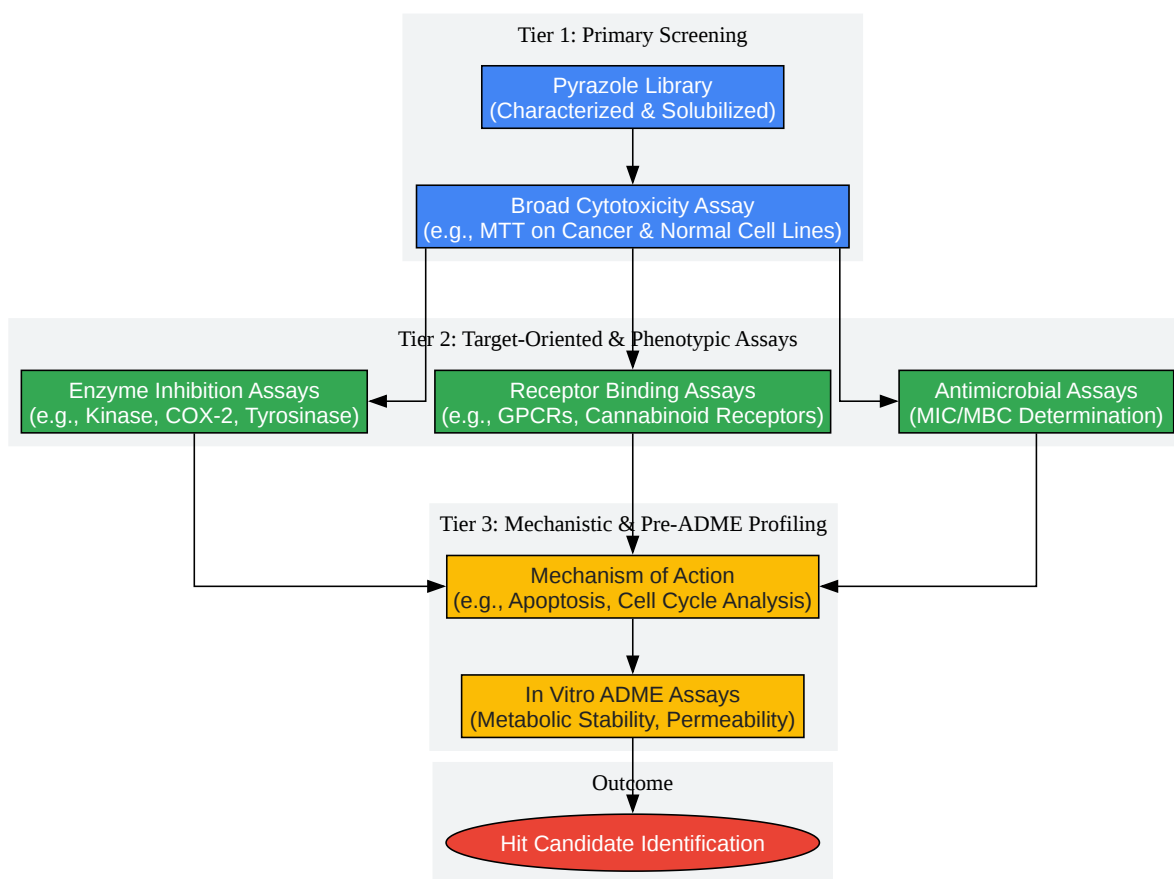 Tier 1: Primary Screening
Pyrazole Library
(Characterized & Solubilized)
Broad Cytotoxicity Assay
(e.g., MTT on Cancer & Normal Cell Lines)
Tier 2: Target-Oriented & Phenotypic Assays
Enzyme Inhibition Assays
(e.g., Kinase, COX-2, Tyrosinase)
Receptor Binding Assays
(e.g., GPCRs, Cannabinoid Receptors)
Antimicrobial Assays
(MIC/MBC Determination)
Tier 3: Mechanistic & Pre-ADME Profiling
Mechanism of Action
(e.g., Apoptosis, Cell Cycle Analysis)
In Vitro ADME Assays
(Metabolic Stability, Permeability)
Outcome
Hit Candidate Identification